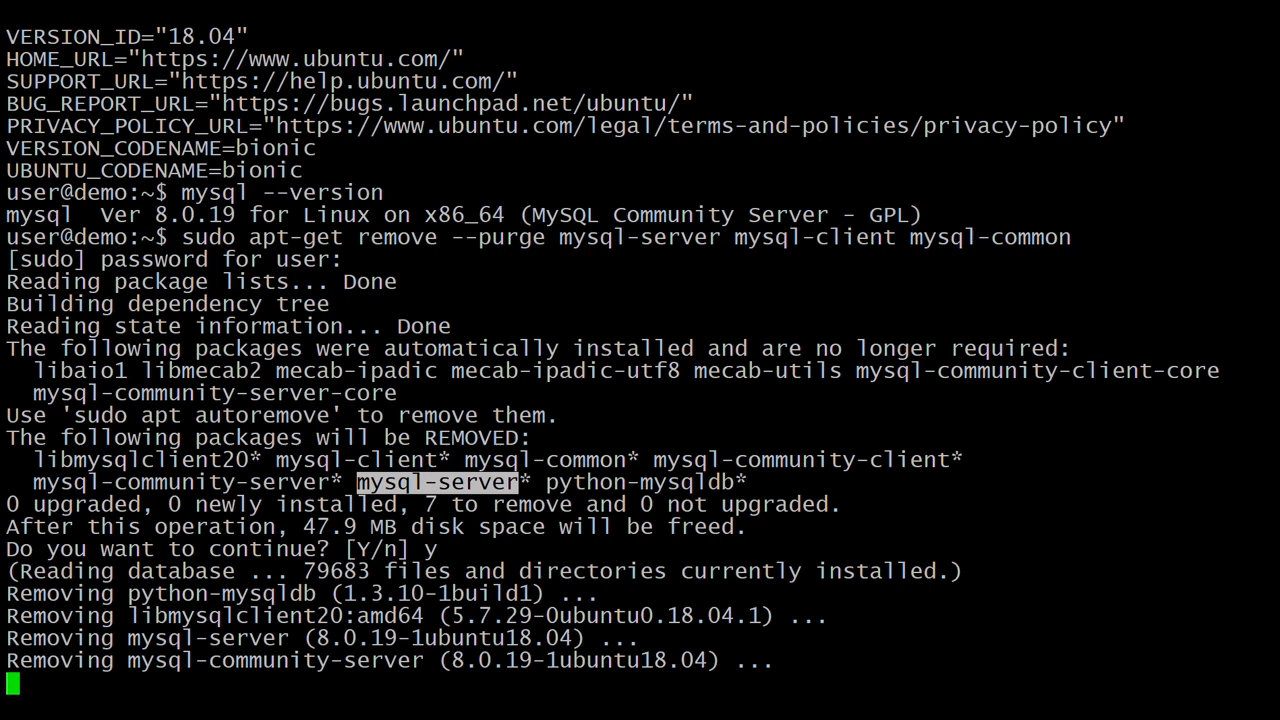 VERSION_ID="18.04"
HOME_URL="https://www.ubuntu.com/"
SUPPORT_URL="https://help.ubuntu.com/"
BUG_REPORT_URL="https://bugs.launchpad.net/ubuntu/"
PRIVACY_POLICY_URL="https://www.ubuntu.com/legal/terms-and-policies/privacy-policy"
VERSION_CODENAME=bionic
UBUNTU_CODENAME=bionic
user@demo:~$ mysql --version
mysql  Ver 8.0.19 for Linux on x86_64 (MySQL Community Server - GPL)
user@demo:~$ sudo apt-get remove --purge mysql-server mysql-client mysql-common
[sudo] password for user:
Reading package lists... Done
Building dependency tree
Reading state information... Done
The following packages were automatically installed and are no longer required:
  libaio1 libmecab2 mecab-ipadic mecab-ipadic-utf8 mecab-utils mysql-community-client-core
  mysql-community-server-core
Use 'sudo apt autoremove' to remove them.
The following packages will be REMOVED:
  libmysqlclient20* mysql-client* mysql-common* mysql-community-client*
  mysql-community-server* mysql-server* python-mysqldb*
0 upgraded, 0 newly installed, 7 to remove and 0 not upgraded.
After this operation, 47.9 MB disk space will be freed.
Do you want to continue? [Y/n] y
(Reading database ... 79683 files and directories currently installed.)
Removing python-mysqldb (1.3.10-1build1) ...
Removing libmysqlclient20:amd64 (5.7.29-0ubuntu0.18.04.1) ...
Removing mysql-server (8.0.19-1ubuntu18.04) ...
Removing mysql-community-server (8.0.19-1ubuntu18.04) ...